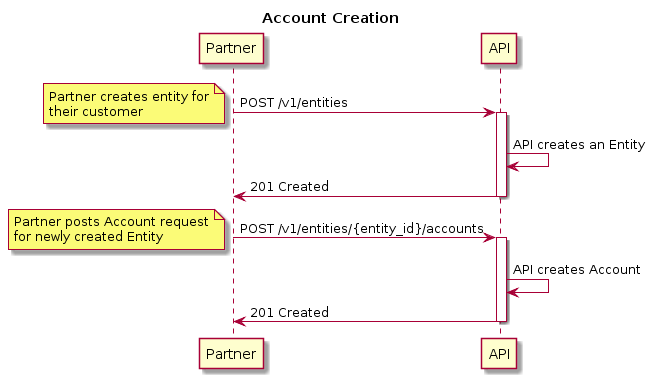 Account Creation
Partner
API
Partner creates entity for
their customer
POST /v1/entities
API creates an Entity
201 Created
Partner posts Account request
for newly created Entity
POST /v1/entities/{entity_id}/accounts
API creates Account
201 Created
Partner
API